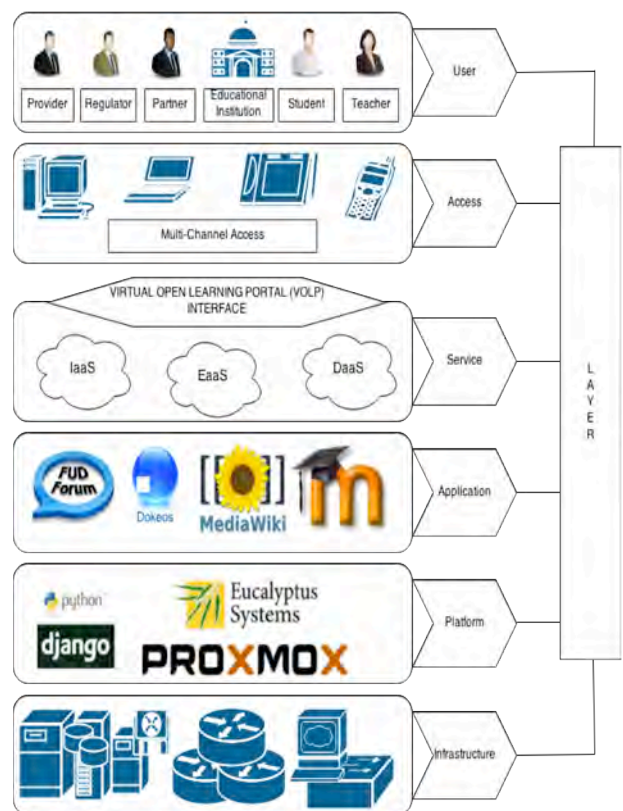 Provider
Regulator
Partner
Educational
Institution
Student
Teacher
User
Multi-Channel Access
Access
VIRTUAL OPEN LEARNING PORTAL (VOLP)
INTERFACE
IaaS
EaaS
DaaS
Service
FUD
Forum
Dokeos
[[ ]]
MediaWiki
m
Application
python
django
Eucalyptus
Systems
PROXMOX
Platform
Infrastructure
L
A
Y
E
R